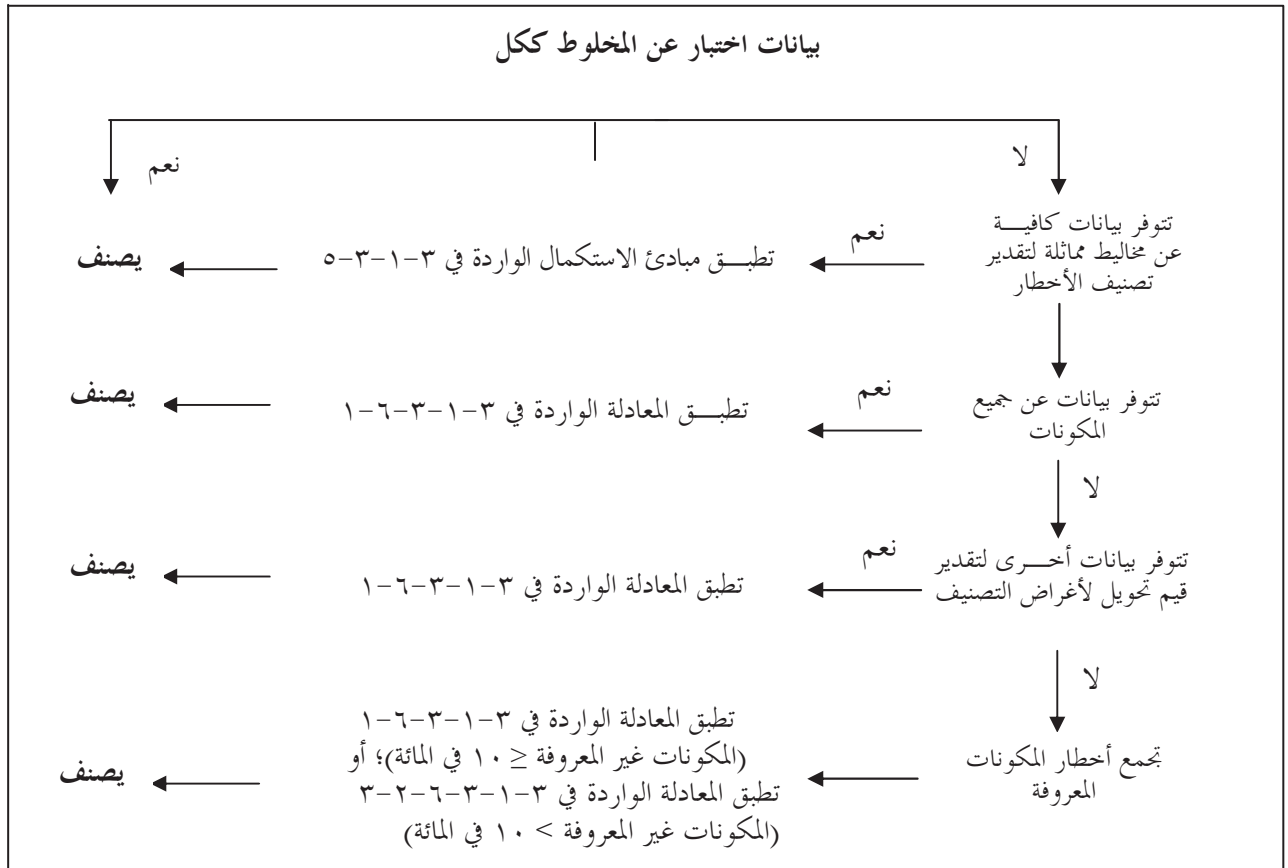 بيانات اختبار عن المخلوط ككل
لا
نعم
تتوفر بيانات كافيـــة
عن مخاليط مماثلة لتقدير
تصنيف الأخطار
نعم
تطبـــق مبادئ الاستكمال الواردة في ٣-١-٣-٥
يصنف
تتوفر بيانات عن جميع
المكونات
نعم
تطبـــق المعادلة الواردة في ٣-١-٣-٦-١
يصنف
لا
تتوفر بيانات أخـــرى لتقدير
قيم تحويل لأغراض التصنيف
نعم
تطبق المعادلة الواردة في ٣-١-٣-٦-١
يصنف
لا
تجمع أخطار المكونات
المعروفة
تطبق المعادلة الواردة في ٣-١-٣-٦-١
(المكونات غير المعروفة ≤ ١٠ في المائة)؛ أو
تطبق المعادلة الواردة في ٣-١-٣-٦-٢-٣
(المكونات غير المعروفة > ١٠ في المائة)
يصنف